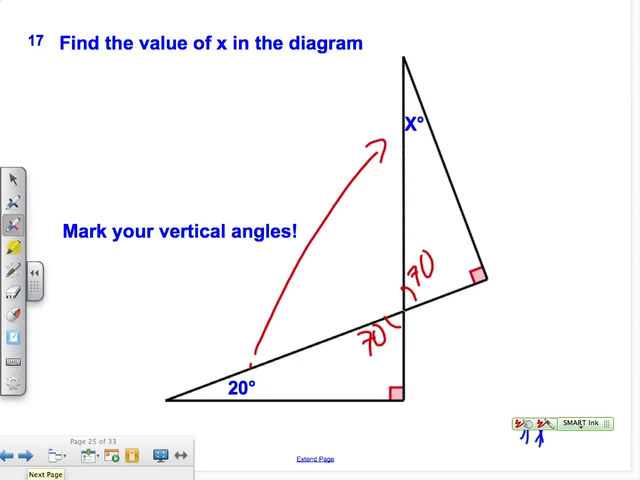 17 Find the value of x in the diagram
X°
Mark your vertical angles!
70
70
20°
SMART Ink
Page 25 of 33
Extend Page
Next Page